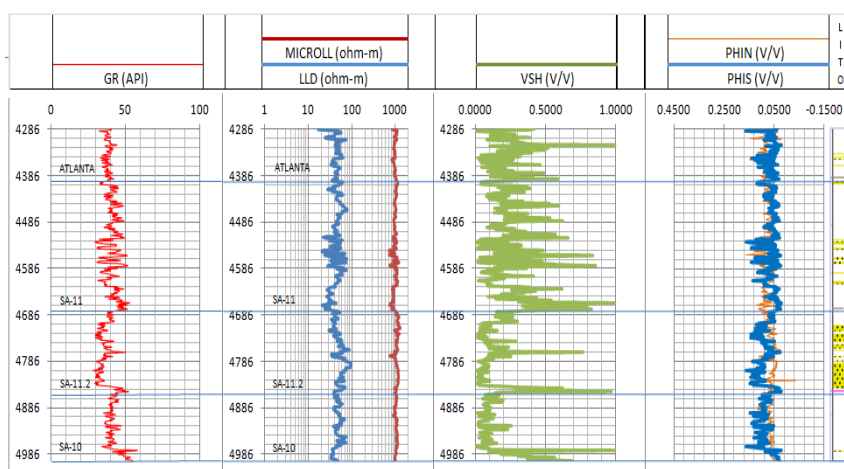 MICROLL (ohm-m)
PHIN (V/V)
GR (API)
LLD (ohm-m)
VSH (V/V)
PHIS (V/V)
L
I
T
O
0 50 100
1 10 100 1000
0.0000 0.5000 1.0000
0.4500 0.2500 0.0500 -0.1500
4286 4286 4286 4286
ATLANTA ATLANTA
4386 4386 4386 4386
4486 4486 4486 4486
4586 4586 4586 4586
SA-11 SA-11
4686 4686 4686 4686
4786 4786 4786 4786
SA-11.2 SA-11.2
4886 4886 4886 4886
SA-10 SA-10
4986 4986 4986 4986